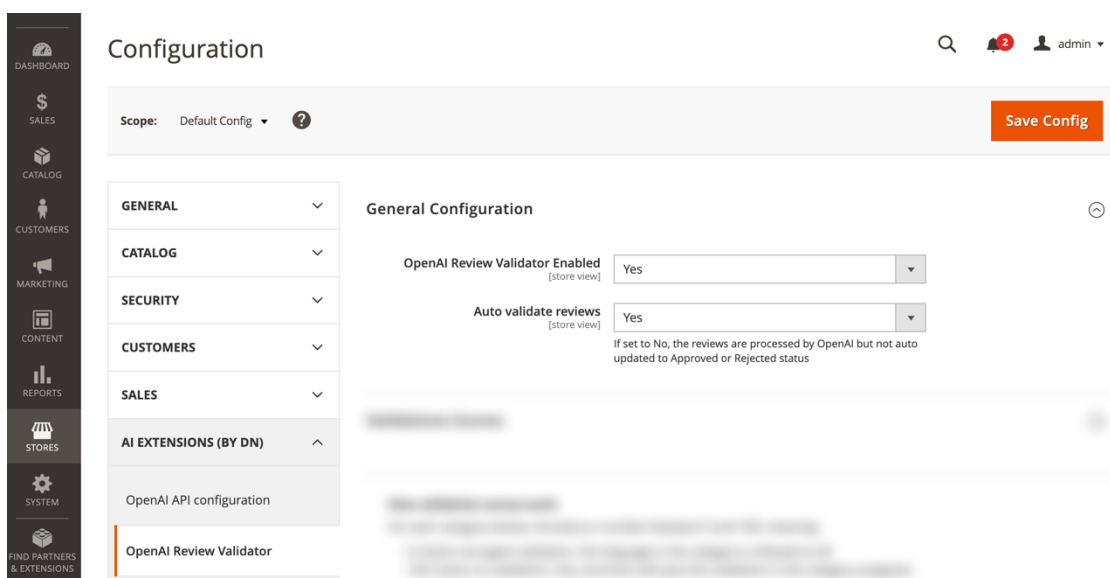 Configuration
2
admin
DASHBOARD
$
SALES
CATALOG
CUSTOMERS
MARKETING
CONTENT
REPORTS
STORES
SYSTEM
FIND PARTNERS
& EXTENSIONS
Scope: Default Config ?
Save Config
GENERAL
CATALOG
SECURITY
CUSTOMERS
SALES
AI EXTENSIONS (BY DN)
OpenAI API configuration
OpenAI Review Validator
General Configuration
OpenAI Review Validator Enabled
[store view]
Yes
Auto validate reviews
[store view]
Yes
If set to No, the reviews are processed by OpenAI but not auto
updated to Approved or Rejected status